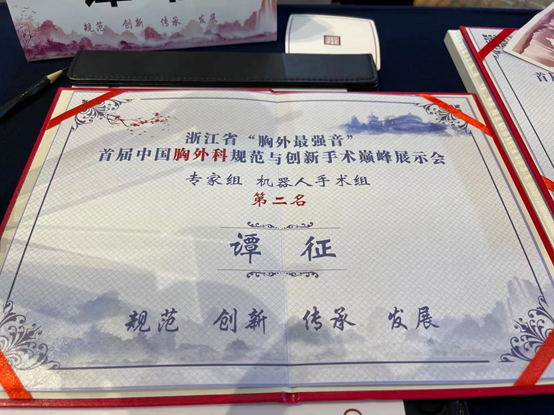 规范 创新 传承 发展
浙江省“胸外最强音”
首届中国胸外科规范与创新手术巅峰展示会
专家组 机器人手术组
第二名
谭 征
规范 创新 传承 发展